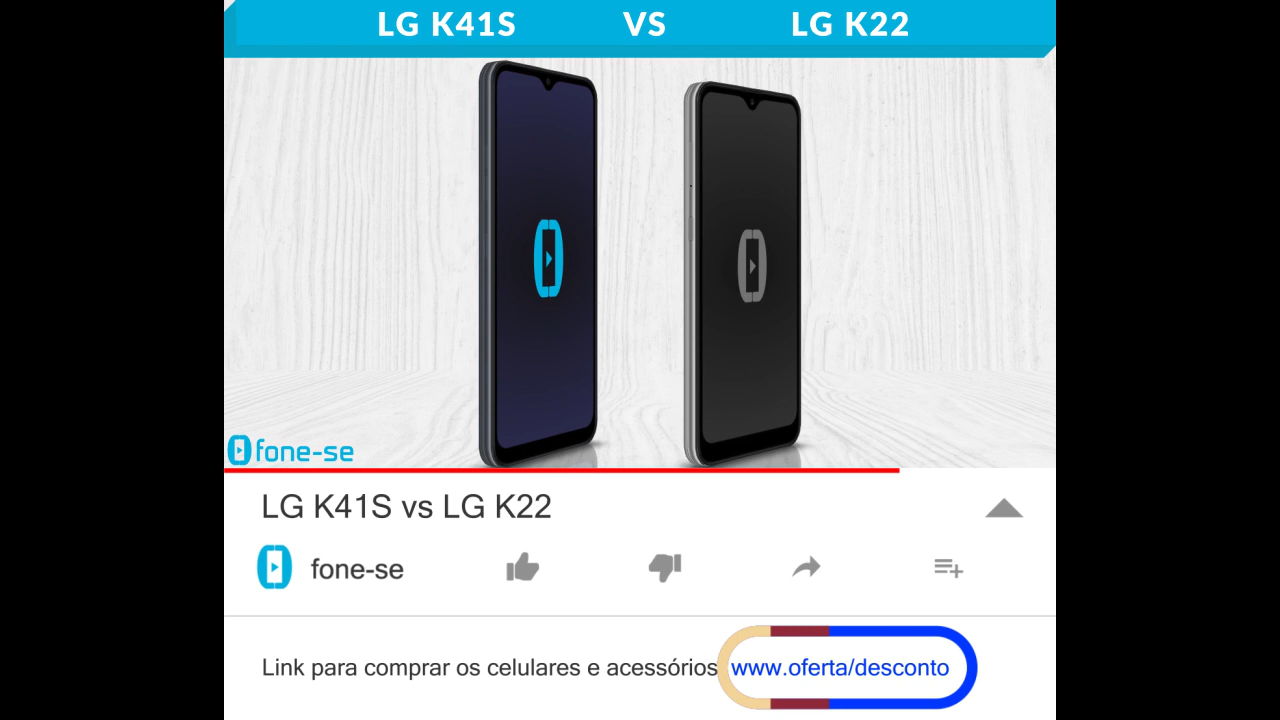 LG K41S VS LG K22
fone-se
LG K41S vs LG K22
fone-se
Link para comprar os celulares e acessórios www.oferta/desconto